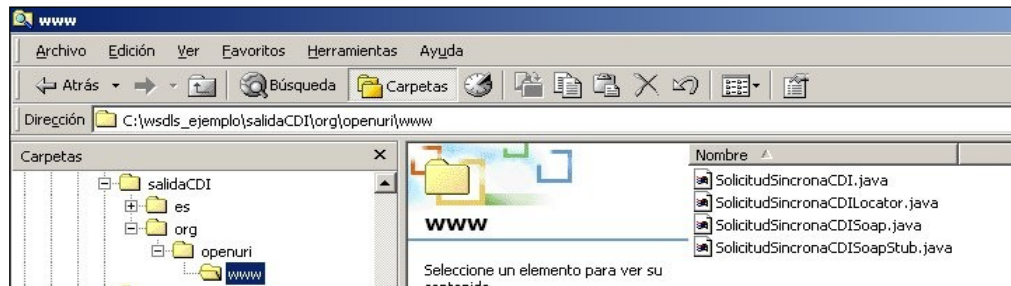 www
Archivo Edición Ver Favoritos Herramientas Ayuda
Atrás Búsqueda Carpetas
Dirección C:\wsdls_ejemplo\salidaCDI\org\openuri\www
Carpetas
salidaCDI
es
org
openuri
www
www
Seleccione un elemento para ver su
contenido
Nombre
SolicitudSincronaCDI.java
SolicitudSincronaCDILocator.java
SolicitudSincronaCDISoap.java
SolicitudSincronaCDISoapStub.java